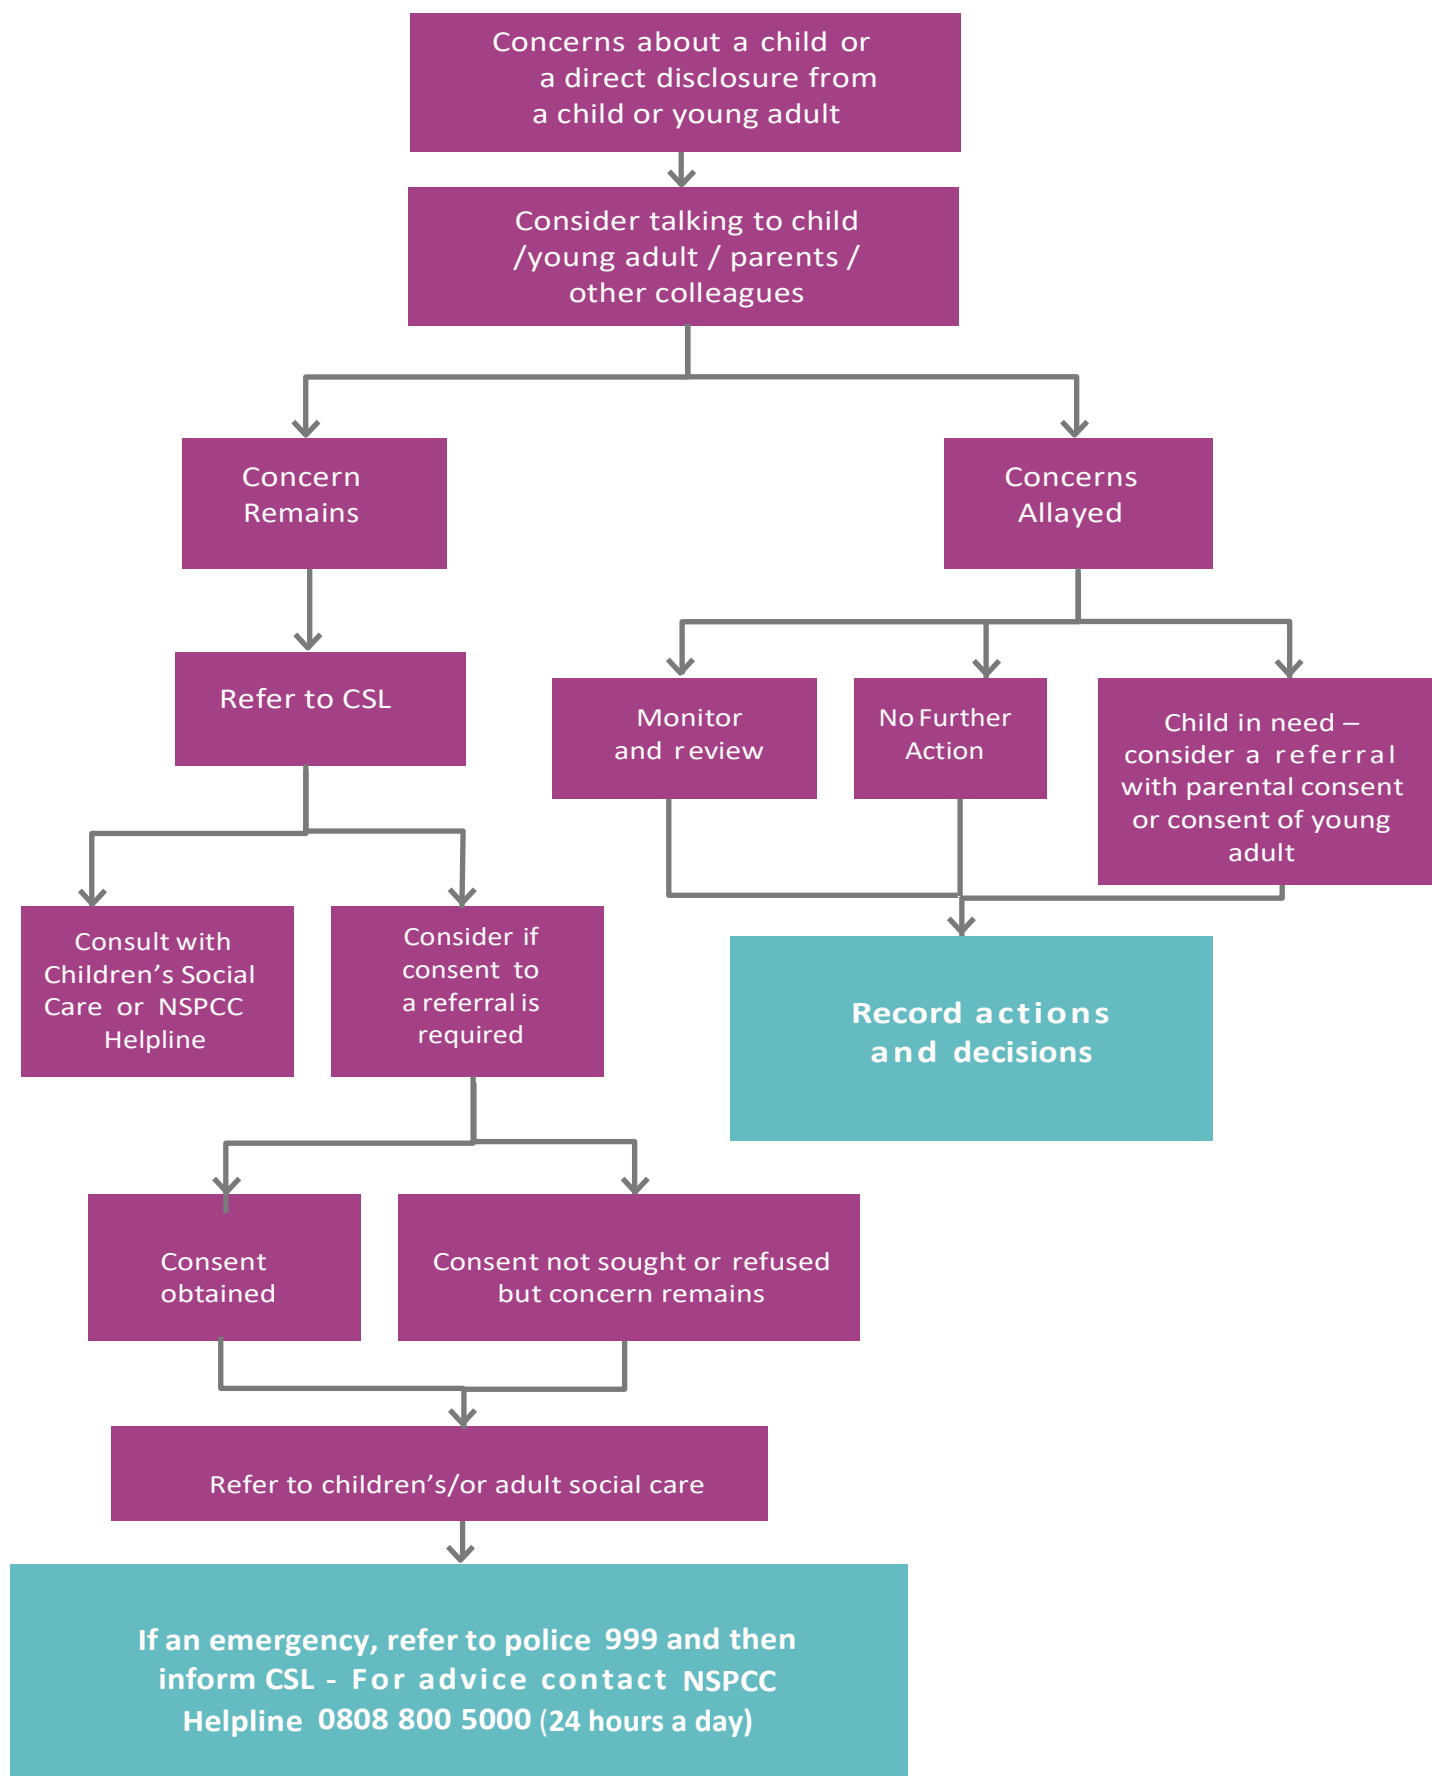 Concerns about a child or
a direct disclosure from
a child or young adult
Consider talking to child
/young adult / parents /
other colleagues
Concern
Remains
Concerns
Allayed
Refer to CSL
Monitor
and review
No Further
Action
Child in need –
consider a referral
with parental consent
or consent of young
adult
Consult with
Children’s Social
Care or NSPCC
Helpline
Consider if
consent to
a referral is
required
Record actions
and decisions
Consent
obtained
Consent not sought or refused
but concern remains
Refer to children’s/or adult social care
If an emergency, refer to police 999 and then
inform CSL - For advice contact NSPCC
Helpline 0808 800 5000 (24 hours a day)